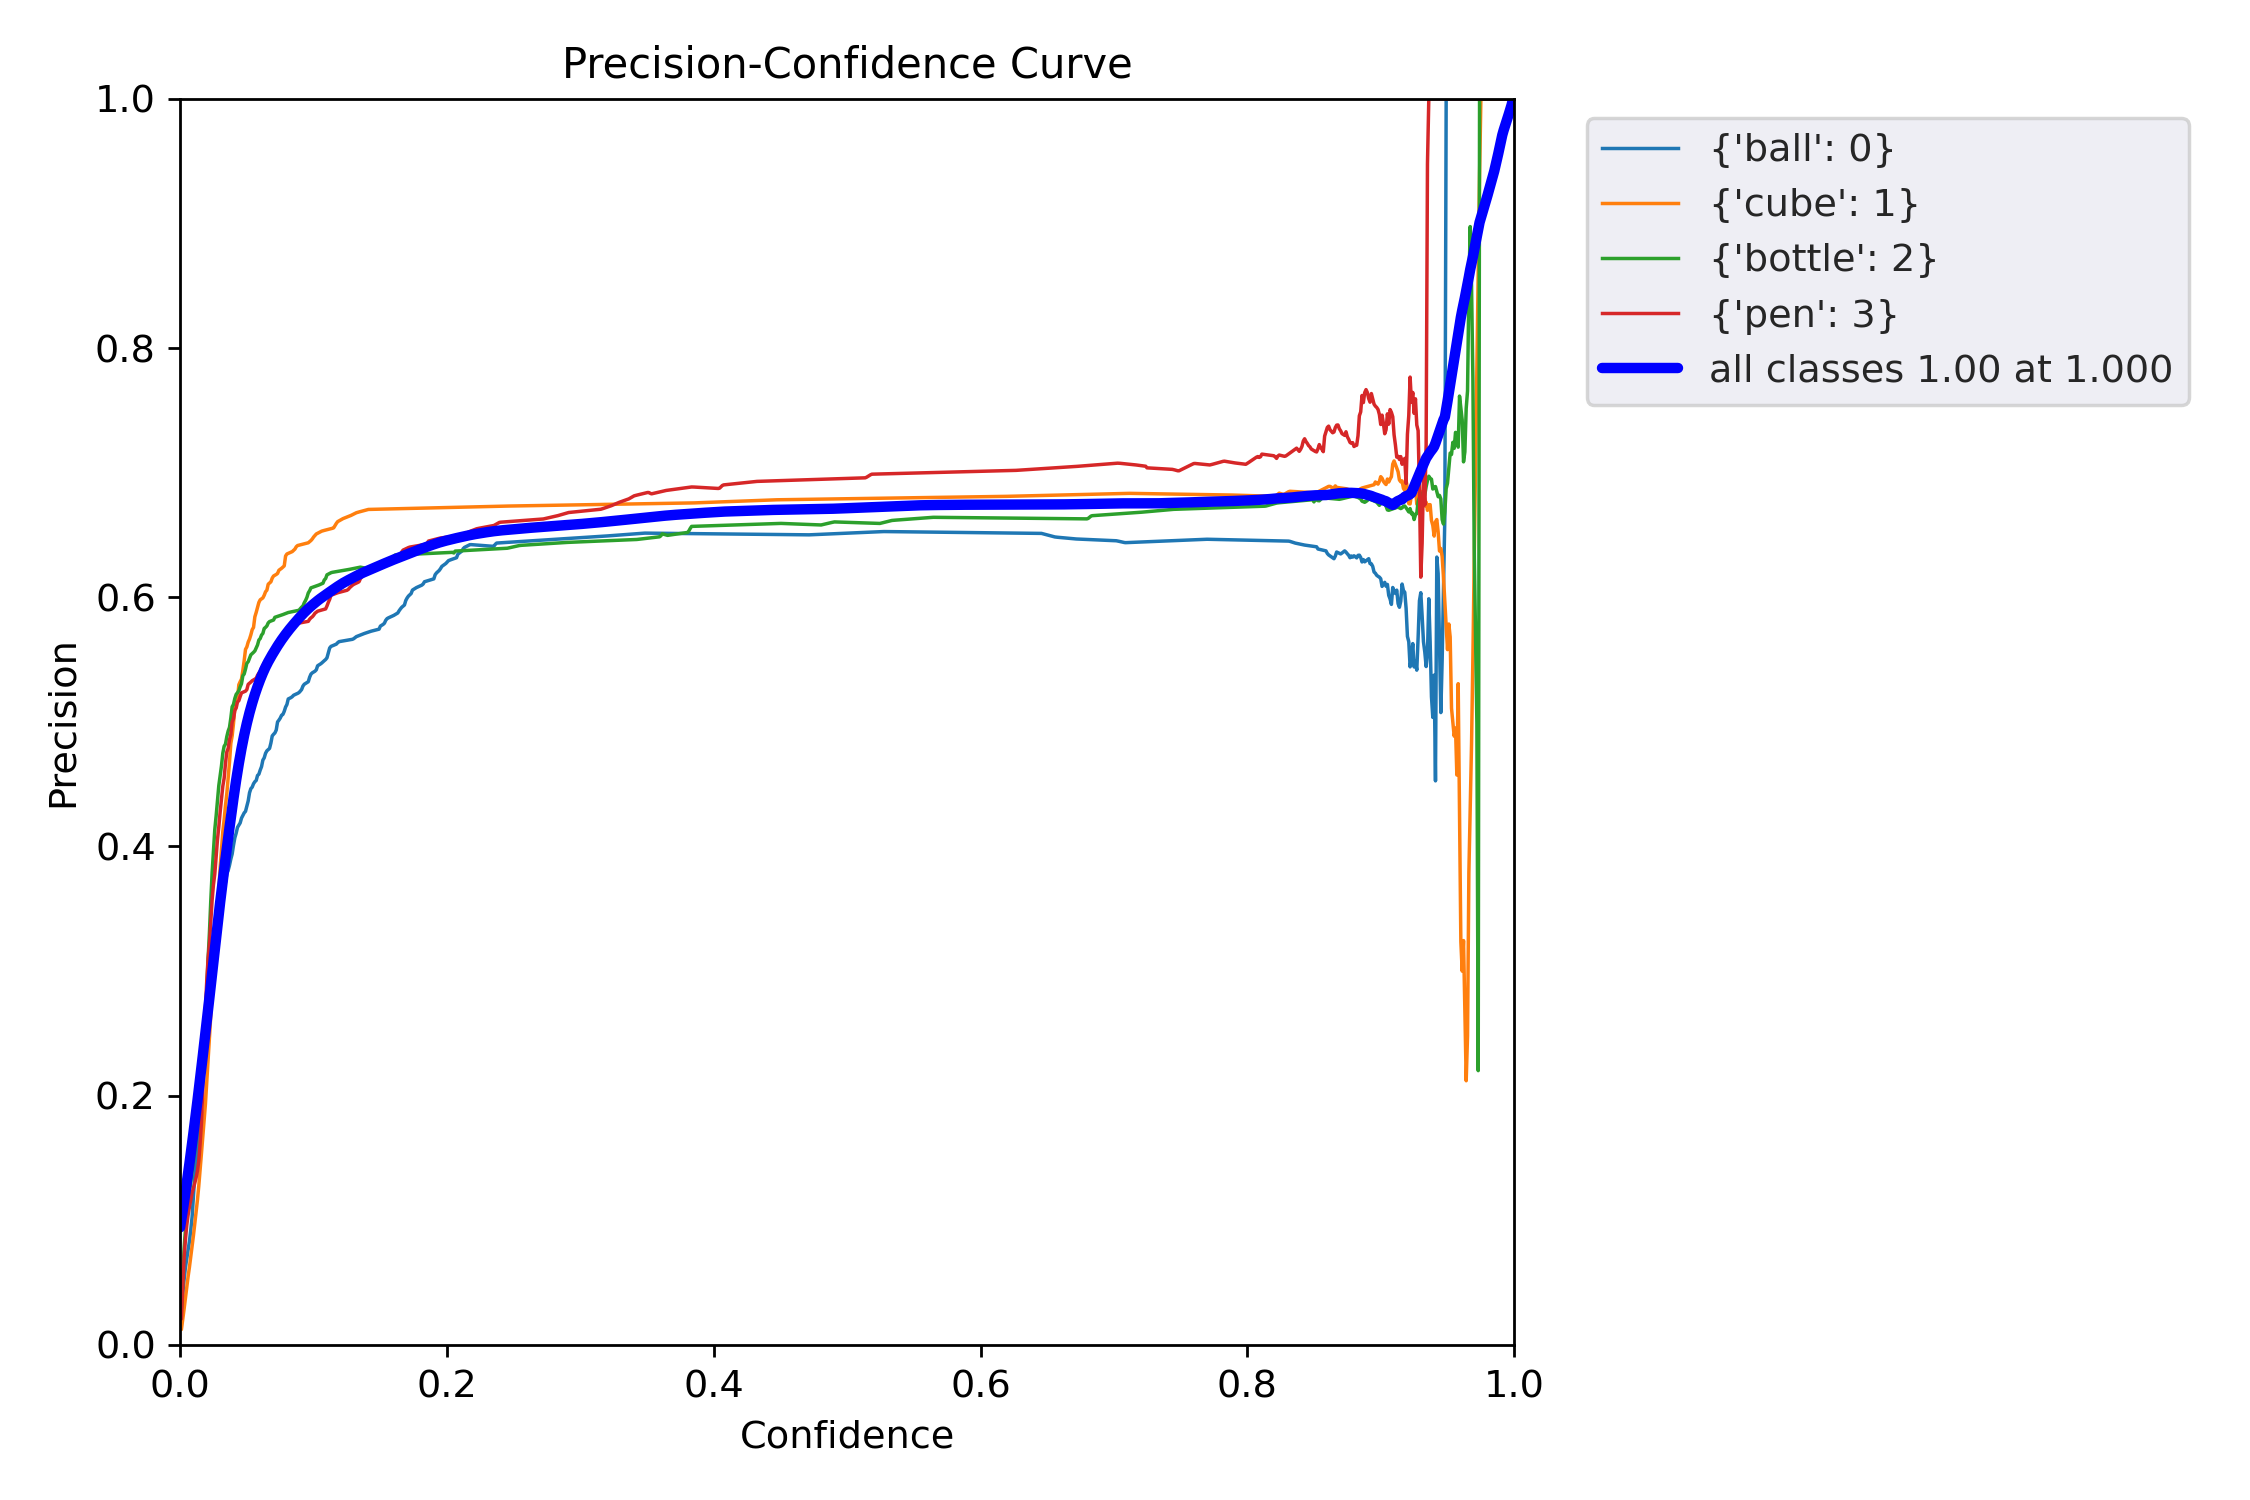 Precision-Confidence Curve
1.0
0.8
0.6
0.4
0.2
0.0
Precision
0.0 0.2 0.4 0.6 0.8 1.0
Confidence
{'ball': 0}
{'cube': 1}
{'bottle': 2}
{'pen': 3}
all classes 1.00 at 1.000